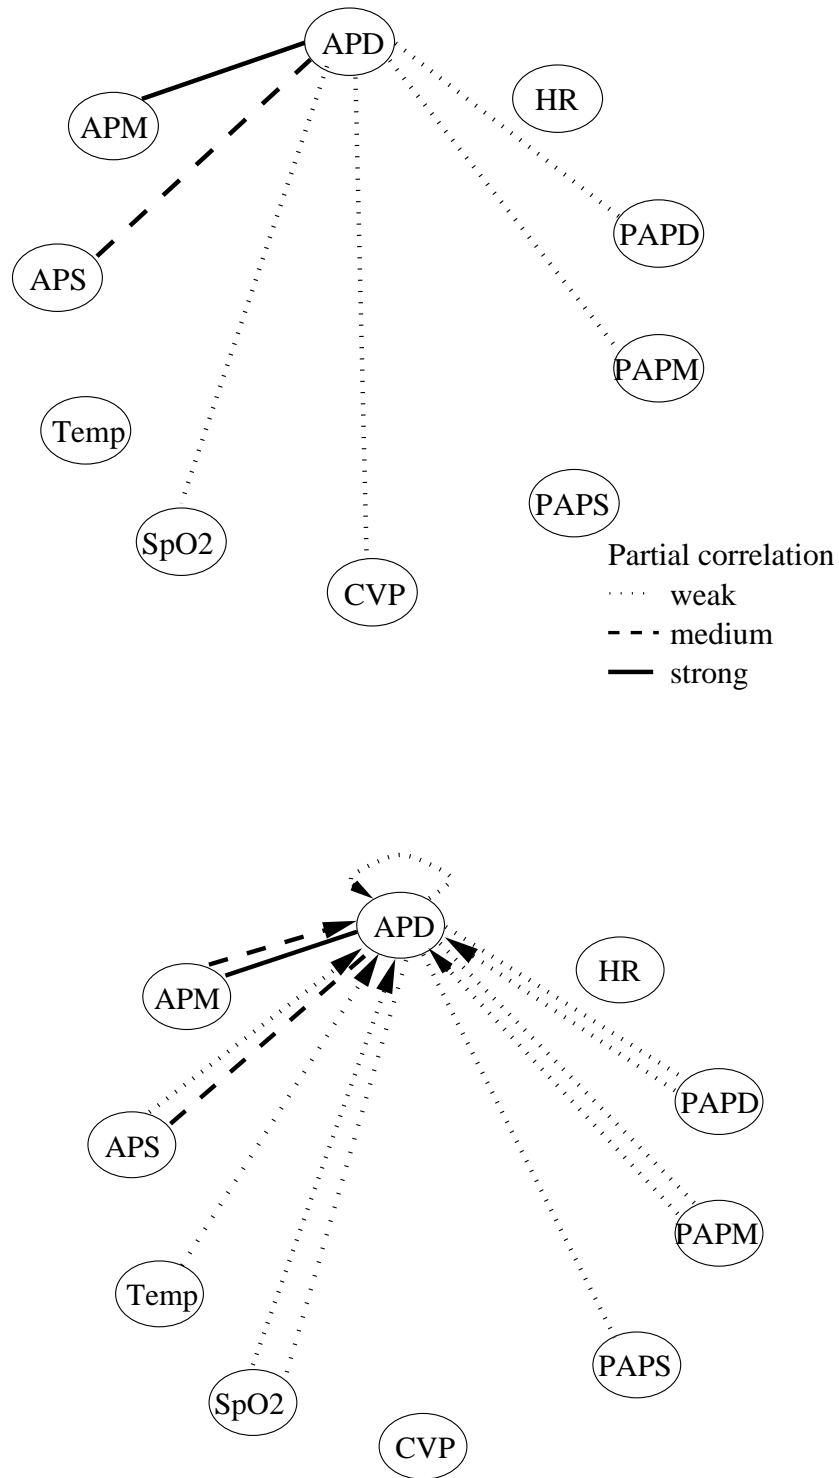 APD
HR
APM
PAPD
APS
PAPM
Temp
PAPS
SpO2
Partial correlation
CVP
weak
medium
strong
APD
HR
APM
PAPD
APS
PAPM
Temp
PAPS
SpO2
CVP